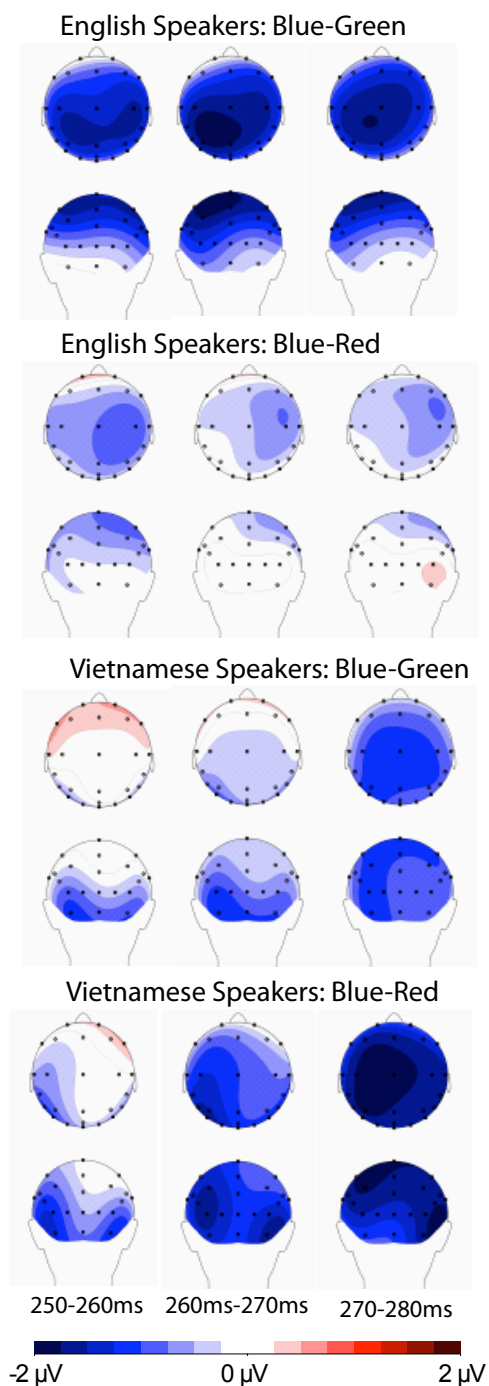 English Speakers: Blue-Green
English Speakers: Blue-Red
Vietnamese Speakers: Blue-Green
Vietnamese Speakers: Blue-Red
250-260ms 260ms-270ms 270-280ms
-2 µV 0 µV 2 µV